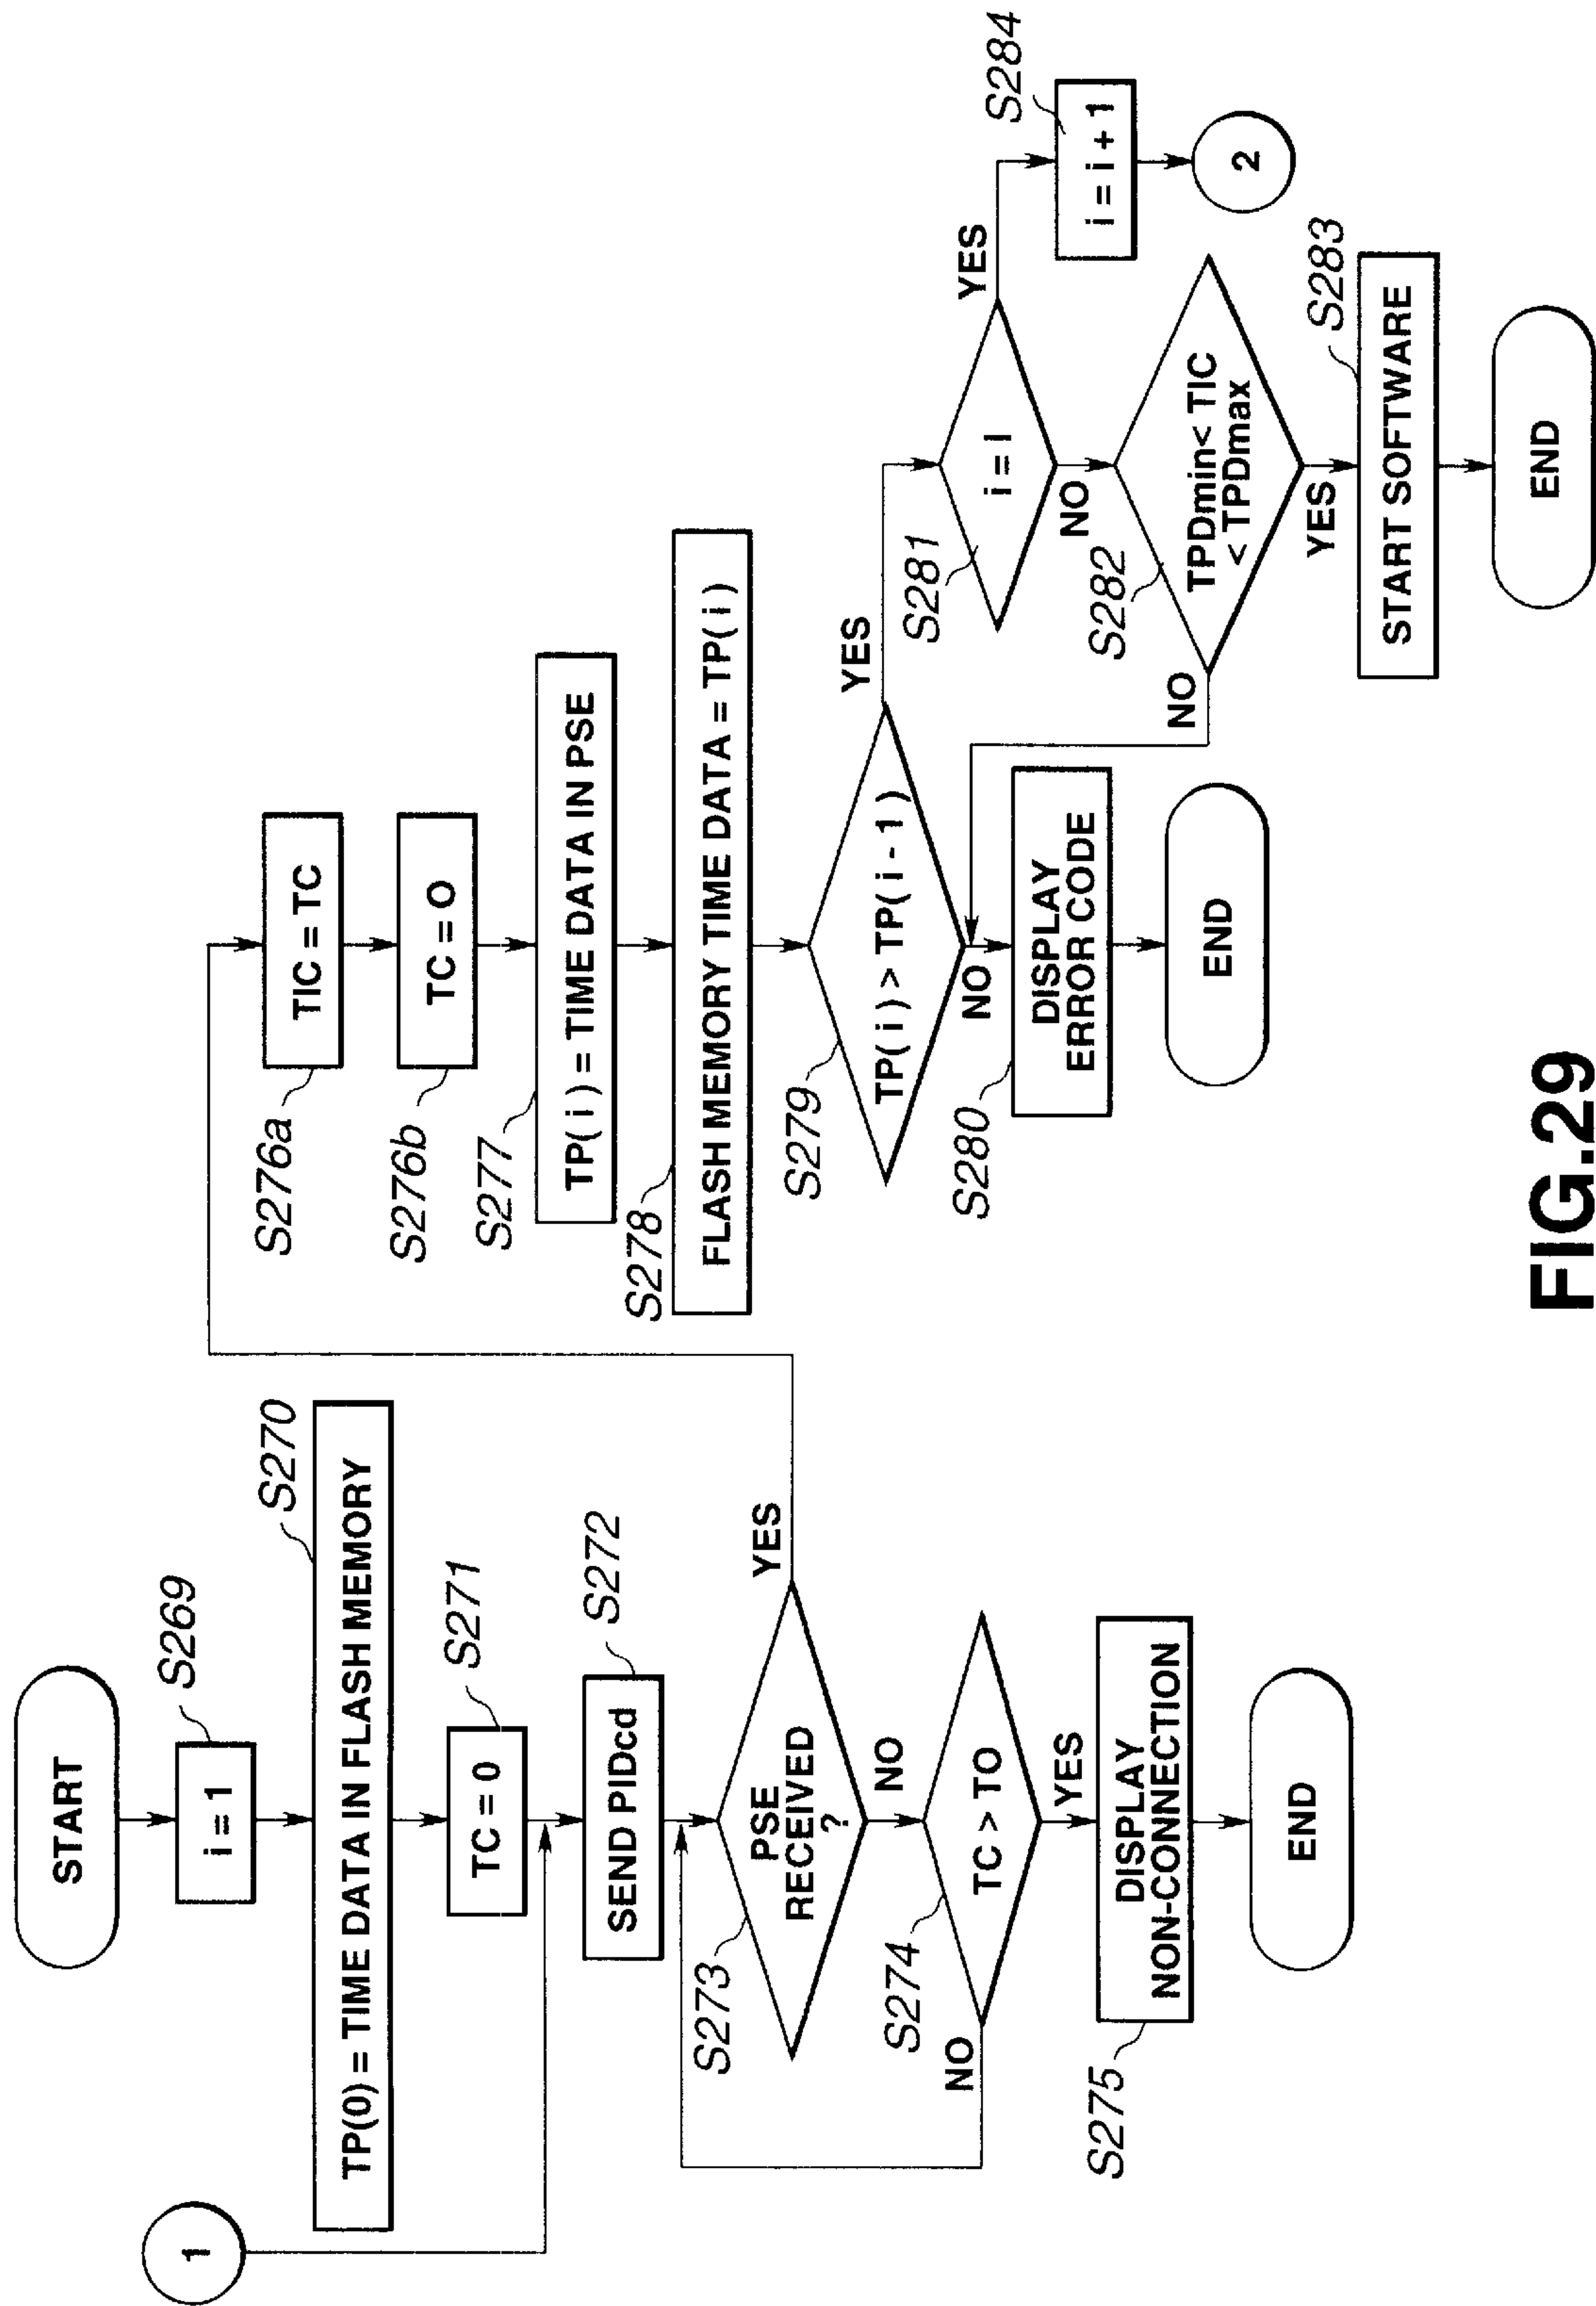 START
S269
i = 1
S270
TP(0) = TIME DATA IN FLASH MEMORY
1
S271
TC = 0
S272
SEND PIDcd
S273
PSE
RECEIVED
?
YES
NO
S274
TC > TO
NO
YES
S275
DISPLAY
NON-CONNECTION
END
S276a
TIC = TC
S276b
TC = O
S277
TP( i ) = TIME DATA IN PSE
S278
FLASH MEMORY TIME DATA = TP( i )
S279
TP( i ) > TP( i - 1 )
YES
NO
S280
DISPLAY
ERROR CODE
END
S281
i = I
YES
NO
S284
i = i + 1
2
S282
TPDmin< TIC
< TPDmax
NO
YES
S283
START SOFTWARE
END
FIG.29